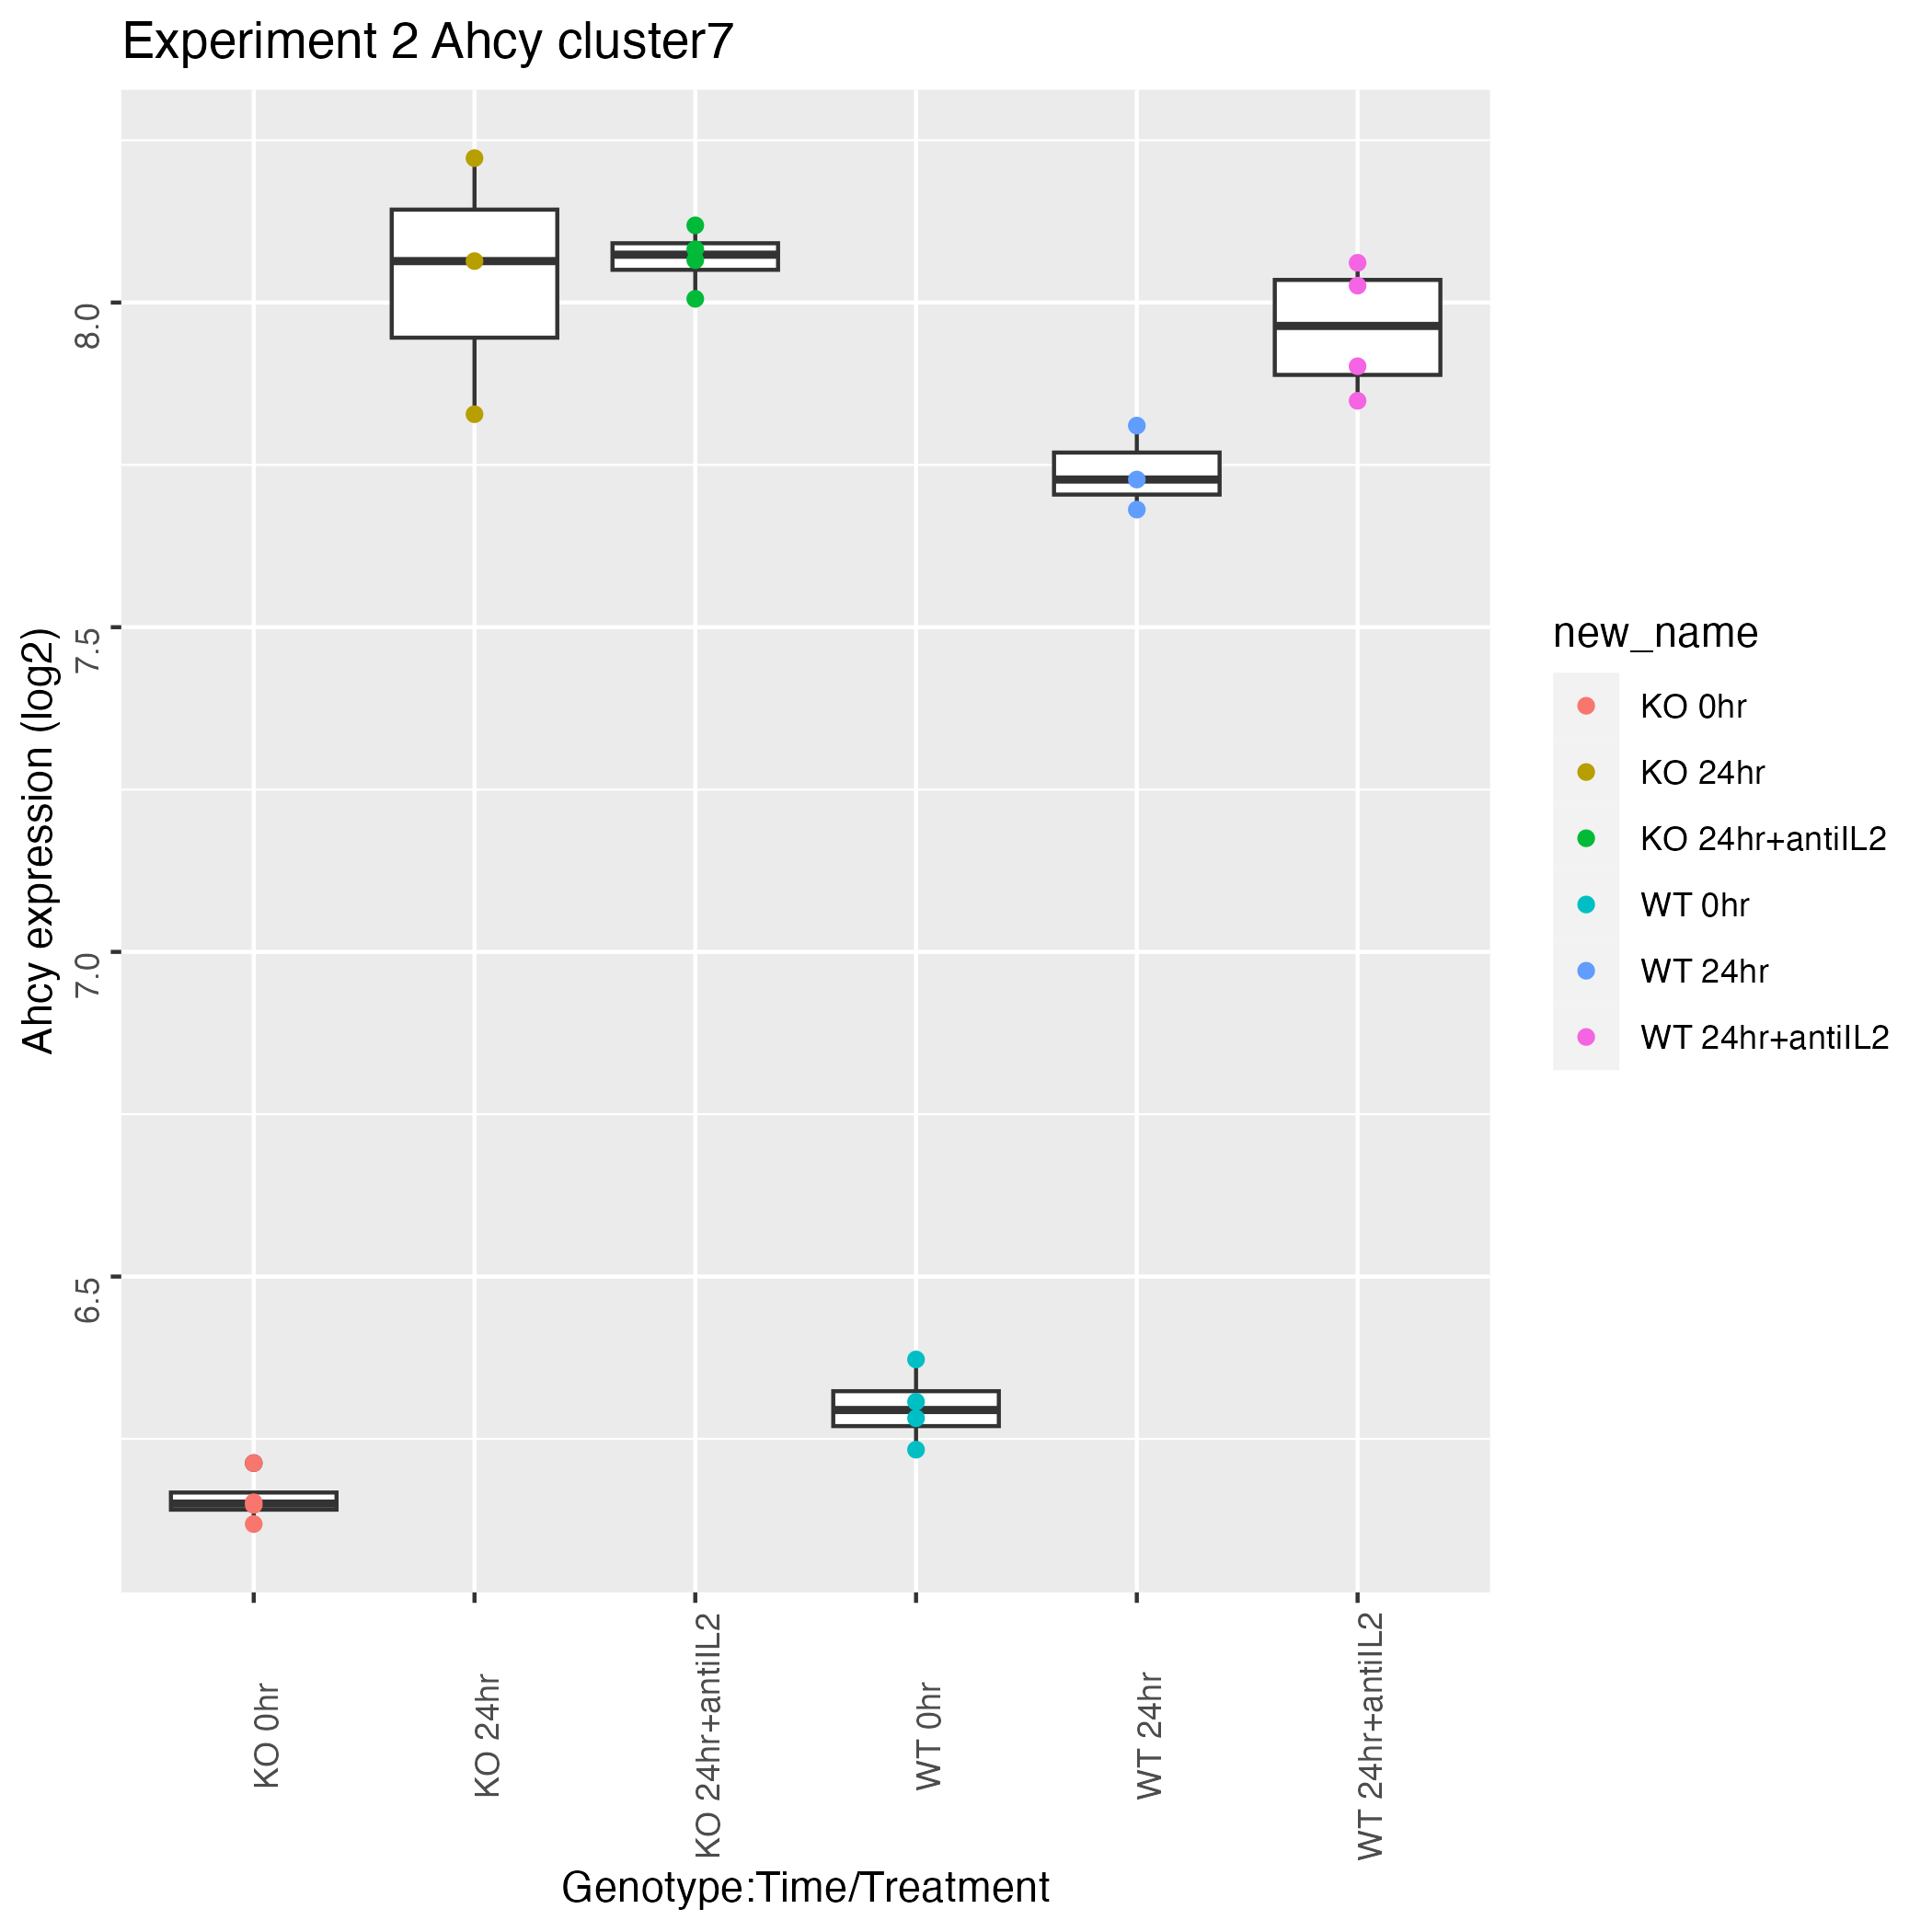 Experiment 2 Ahcy cluster7
Ahcy expression (log2)
8.0
7.5
7.0
6.5
KO 0hr
KO 24hr
KO 24hr+antiIL2
WT 0hr
WT 24hr
WT 24hr+antiIL2
Genotype:Time/Treatment
new_name
KO 0hr
KO 24hr
KO 24hr+antiIL2
WT 0hr
WT 24hr
WT 24hr+antiIL2